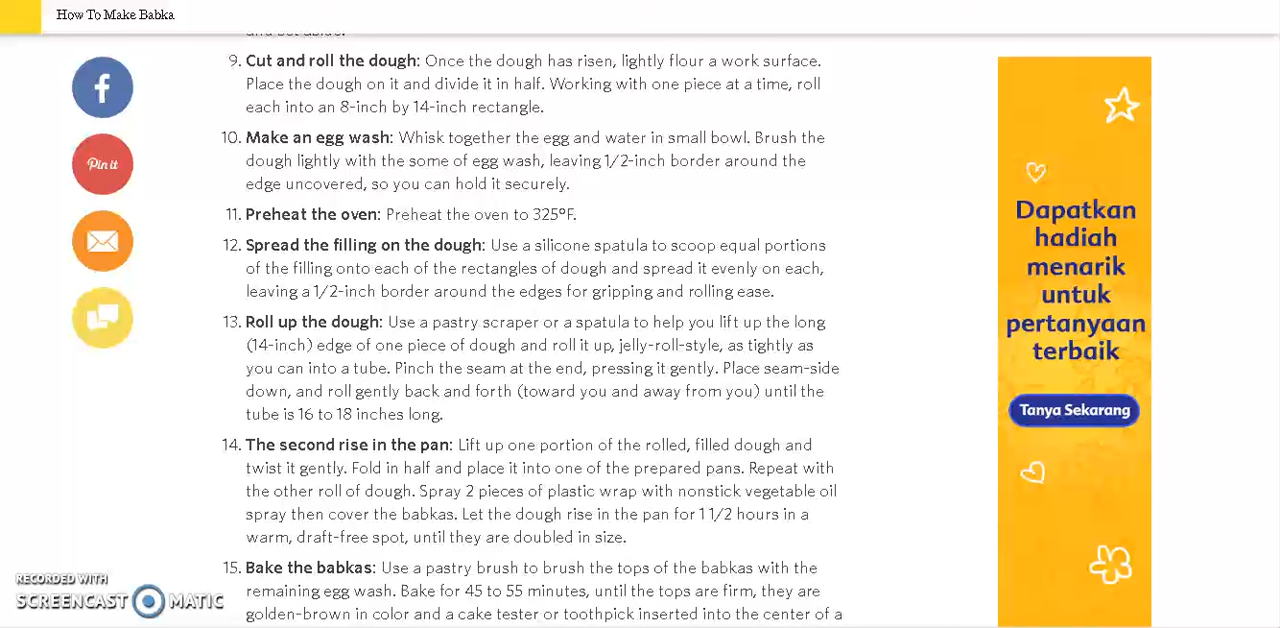 How To Make Babka
and set aside.
9. Cut and roll the dough: Once the dough has risen, lightly flour a work surface.
Place the dough on it and divide it in half. Working with one piece at a time, roll
each into an 8-inch by 14-inch rectangle.
10. Make an egg wash: Whisk together the egg and water in small bowl. Brush the
dough lightly with the some of egg wash, leaving 1/2-inch border around the
edge uncovered, so you can hold it securely.
11. Preheat the oven: Preheat the oven to 325°F.
12. Spread the filling on the dough: Use a silicone spatula to scoop equal portions
of the filling onto each of the rectangles of dough and spread it evenly on each,
leaving a 1/2-inch border around the edges for gripping and rolling ease.
13. Roll up the dough: Use a pastry scraper or a spatula to help you lift up the long
(14-inch) edge of one piece of dough and roll it up, jelly-roll-style, as tightly as
you can into a tube. Pinch the seam at the end, pressing it gently. Place seam-side
down, and roll gently back and forth (toward you and away from you) until the
tube is 16 to 18 inches long.
14. The second rise in the pan: Lift up one portion of the rolled, filled dough and
twist it gently. Fold in half and place it into one of the prepared pans. Repeat with
the other roll of dough. Spray 2 pieces of plastic wrap with nonstick vegetable oil
spray then cover the babkas. Let the dough rise in the pan for 1 1/2 hours in a
warm, draft-free spot, until they are doubled in size.
15. Bake the babkas: Use a pastry brush to brush the tops of the babkas with the
remaining egg wash. Bake for 45 to 55 minutes, until the tops are firm, they are
golden-brown in color and a cake tester or toothpick inserted into the center of a
f
Pin it
Dapatkan
hadiah
menarik
untuk
pertanyaan
terbaik
Tanya Sekarang
RECORDED WITH
SCREENCAST MATIC